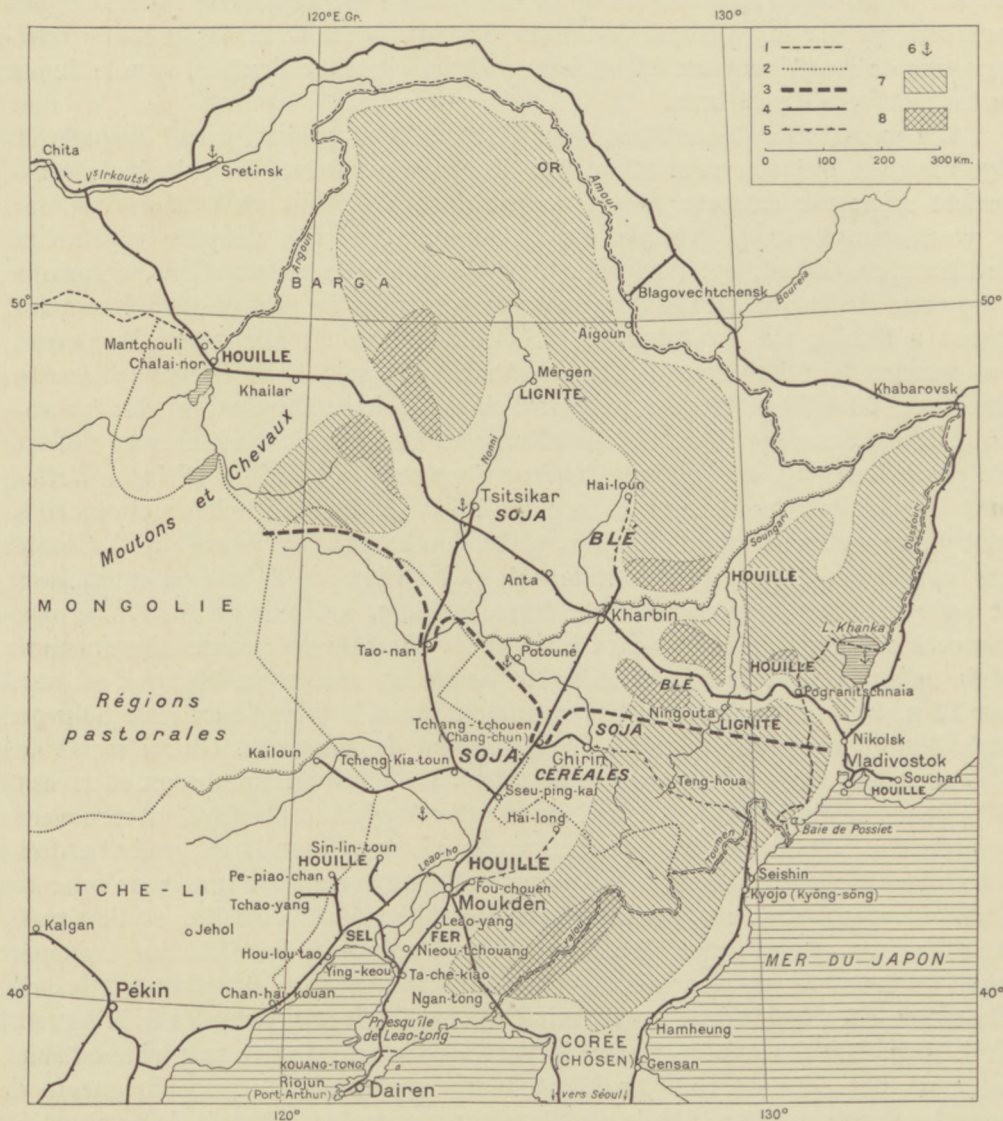 120° E.Gr.
130°
1
2
3
4
5
6
7
8
0 100 200 300 Km.
Chita
Vs Irkoutsk
Sretinsk
OR
Amour
Argoun
BARGA
Boureia
50°
50°
Blagovechtchensk
Aigoun
Mantchouli
Chalai-nor
HOUILLE
Khailar
Mergen
LIGNITE
Khabarovsk
Moutons et Chevaux
Nonni
Hai-loun
Tsitsikar
SOJA
BLÉ
Soungari
Oussouri
Anta
HOUILLE
MONGOLIE
Kharbin
L. Khanka
Tao-nan
Potouné
HOUILLE
BLÉ
Pogranitschnaia
Régions
pastorales
Ningouta
LIGNITE
Tchang-tchouen
(Chang-chun)
SOJA
Nikolsk
Kailoun
Tcheng-Kia-toun
SOJA
Ghirin
CÉRÉALES
Vladivostok
Souchan
HOUILLE
Teng-houa
Sseu-ping-kai
Hai-long
Baie de Possiet
Toumen
Sin-lin-toun
HOUILLE
Leao-ho
HOUILLE
Pe-piao-chan
Fou-chouen
Seishin
TCHE-LI
Tchao-yang
Moukden
Kyojo (Kyöng-söng)
Kalgan
Jehol
SEL
FER
Leao-yang
Yalou
Hou-lou-tao
Nieou-tchouang
MER DU JAPON
Ying-keou
Ta-che-kiao
Chan-hai-kouan
40°
40°
Pékin
Ngan-tong
Presqu'île
de Leao-tong
CORÉE
(CHÔSEN)
Hamheung
KOUANG-TONG
Gensan
Riojun
(Port-Arthur)
Dairen
vers Séoul
120°
130°